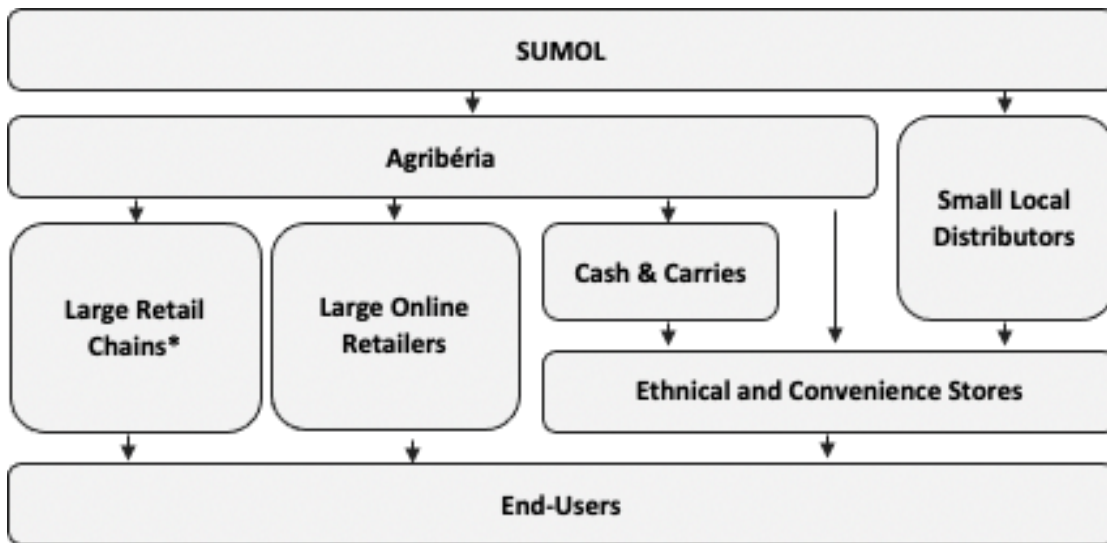 SUMOL
Agribéria
Small Local
Distributors
Large Retail
Chains*
Large Online
Retailers
Cash & Carries
Ethnical and Convenience Stores
End-Users